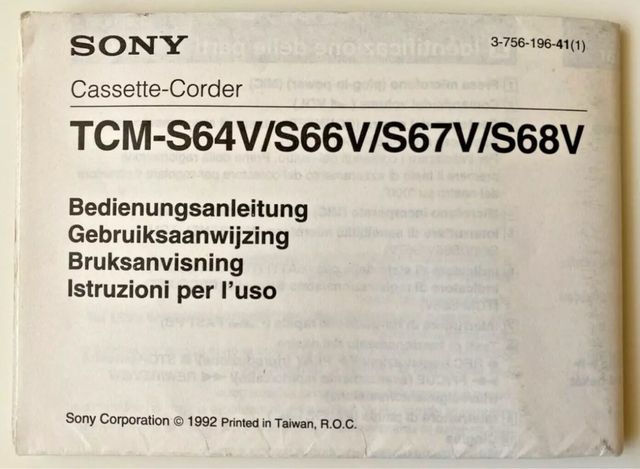 SONY
3-756-196-41(1)
Cassette-Corder
TCM-S64V/S66V/S67V/S68V
Bedienungsanleitung
Gebruiksaanwijzing
Bruksanvisning
Istruzioni per l'uso
Sony Corporation © 1992 Printed in Taiwan, R.O.C.